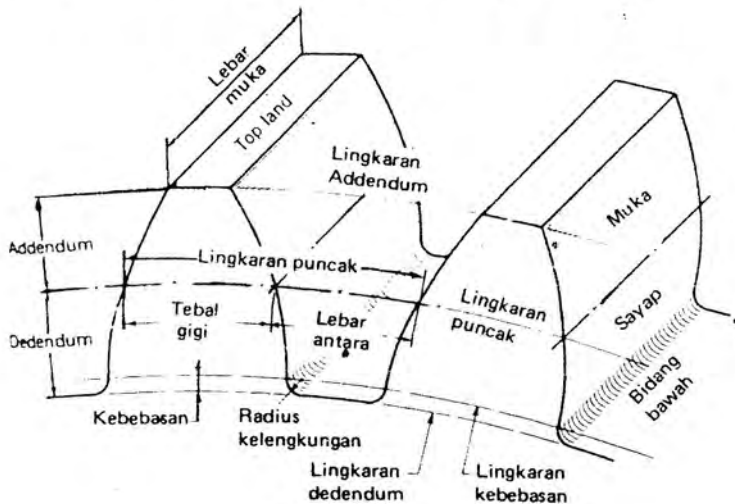 Lebar
muka
Top land
Lingkaran
Addendum
Muka
Addendum
Lingkaran puncak
Lingkaran
puncak
Sayap
Tebal
gigi
Lebar
antara
Dedendum
Bidang
bawah
Kebebasan
Radius
kelengkungan
Lingkaran
dedendum
Lingkaran
kebebasan